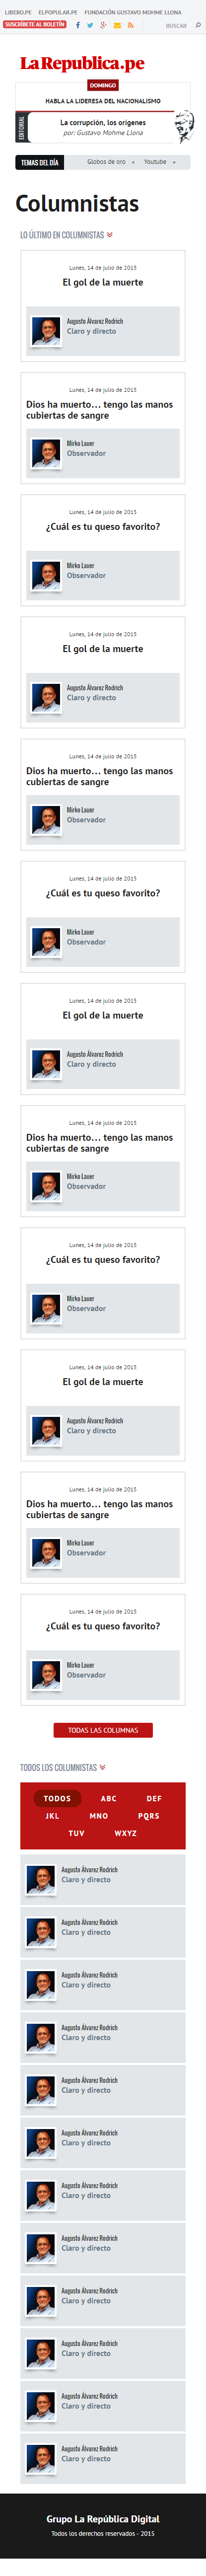 LIBERO.PE ELPOPULAR.PE FUNDACIÓN GUSTAVO MOHME LLONA
SUSCRÍBETE AL BOLETÍN BUSCAR
LaRepublica.pe
DOMINGO
HABLA LA LIDERESA DEL NACIONALISMO
EDITORIAL
La corrupción, los orígenes
por: Gustavo Mohme Llona
TEMAS DEL DÍA Globos de oro Youtube
Columnistas
LO ÚLTIMO EN COLUMNISTAS
Lunes, 14 de julio de 2015
El gol de la muerte
Augusto Álvarez Rodrich
Claro y directo
Lunes, 14 de julio de 2015
Dios ha muerto... tengo las manos
cubiertas de sangre
Mirko Lauer
Observador
Lunes, 14 de julio de 2015
¿Cuál es tu queso favorito?
Mirko Lauer
Observador
Lunes, 14 de julio de 2015
El gol de la muerte
Augusto Álvarez Rodrich
Claro y directo
Lunes, 14 de julio de 2015
Dios ha muerto... tengo las manos
cubiertas de sangre
Mirko Lauer
Observador
Lunes, 14 de julio de 2015
¿Cuál es tu queso favorito?
Mirko Lauer
Observador
Lunes, 14 de julio de 2015
El gol de la muerte
Augusto Álvarez Rodrich
Claro y directo
Lunes, 14 de julio de 2015
Dios ha muerto... tengo las manos
cubiertas de sangre
Mirko Lauer
Observador
Lunes, 14 de julio de 2015
¿Cuál es tu queso favorito?
Mirko Lauer
Observador
Lunes, 14 de julio de 2015
El gol de la muerte
Augusto Álvarez Rodrich
Claro y directo
Lunes, 14 de julio de 2015
Dios ha muerto... tengo las manos
cubiertas de sangre
Mirko Lauer
Observador
Lunes, 14 de julio de 2015
¿Cuál es tu queso favorito?
Mirko Lauer
Observador
TODAS LAS COLUMNAS
TODOS LOS COLUMNISTAS
TODOS ABC DEF
JKL MNO PQRS
TUV WXYZ
Augusto Álvarez Rodrich
Claro y directo
Augusto Álvarez Rodrich
Claro y directo
Augusto Álvarez Rodrich
Claro y directo
Augusto Álvarez Rodrich
Claro y directo
Augusto Álvarez Rodrich
Claro y directo
Augusto Álvarez Rodrich
Claro y directo
Augusto Álvarez Rodrich
Claro y directo
Augusto Álvarez Rodrich
Claro y directo
Augusto Álvarez Rodrich
Claro y directo
Augusto Álvarez Rodrich
Claro y directo
Augusto Álvarez Rodrich
Claro y directo
Augusto Álvarez Rodrich
Claro y directo
Grupo La República Digital
Todos los derechos reservados - 2015